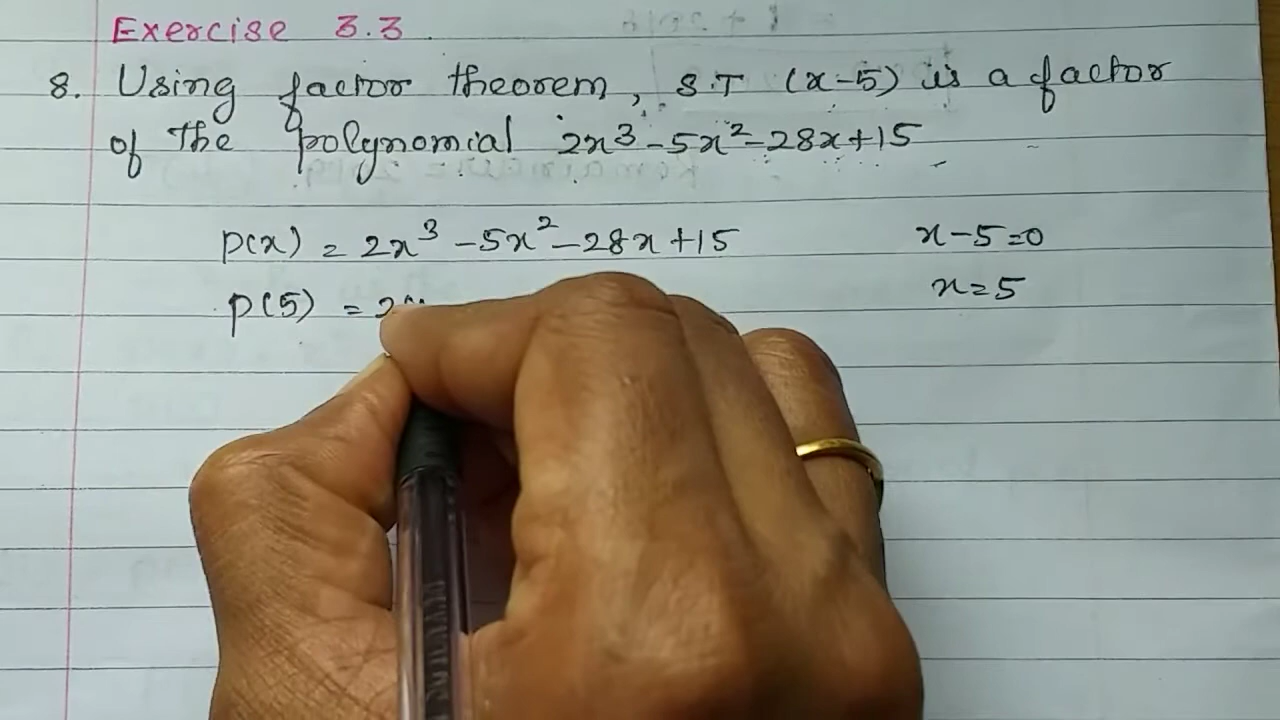 Exercise 3.3
8. Using factor theorem, S.T (x-5) is a factor
of the polynomial 2x³-5x²-28x+15
p(x) = 2x³-5x²-28x+15
x-5=0
p(5) = 2
x=5